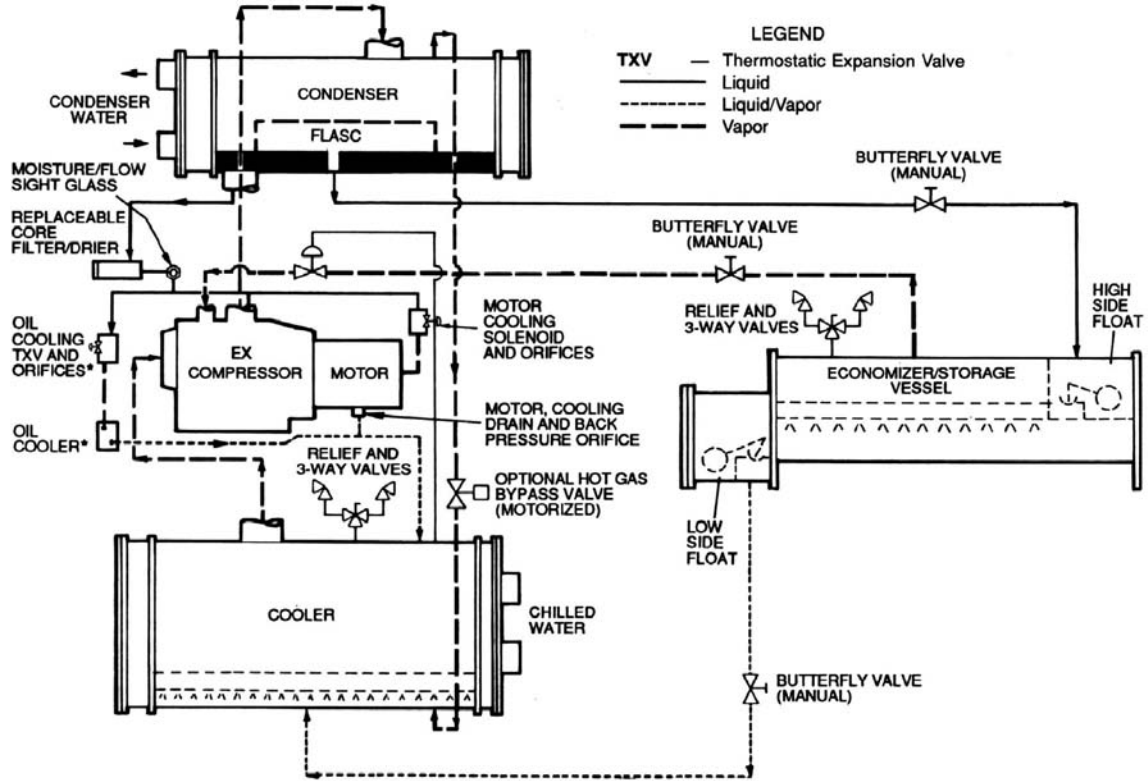 LEGEND
TXV — Thermostatic Expansion Valve
Liquid
Liquid/Vapor
Vapor
CONDENSER
WATER
CONDENSER
FLASC
MOISTURE/FLOW
SIGHT GLASS
REPLACEABLE
CORE
FILTER/DRIER
BUTTERFLY VALVE
(MANUAL)
BUTTERFLY VALVE
(MANUAL)
OIL
COOLING
TXV AND
ORIFICES*
EX
COMPRESSOR
MOTOR
MOTOR
COOLING
SOLENOID
AND ORIFICES
RELIEF AND
3-WAY VALVES
HIGH
SIDE
FLOAT
ECONOMIZER/STORAGE
VESSEL
OIL
COOLER*
MOTOR, COOLING
DRAIN AND BACK
PRESSURE ORIFICE
RELIEF AND
3-WAY VALVES
OPTIONAL HOT GAS
BYPASS VALVE
(MOTORIZED)
LOW
SIDE
FLOAT
COOLER
CHILLED
WATER
BUTTERFLY VALVE
(MANUAL)